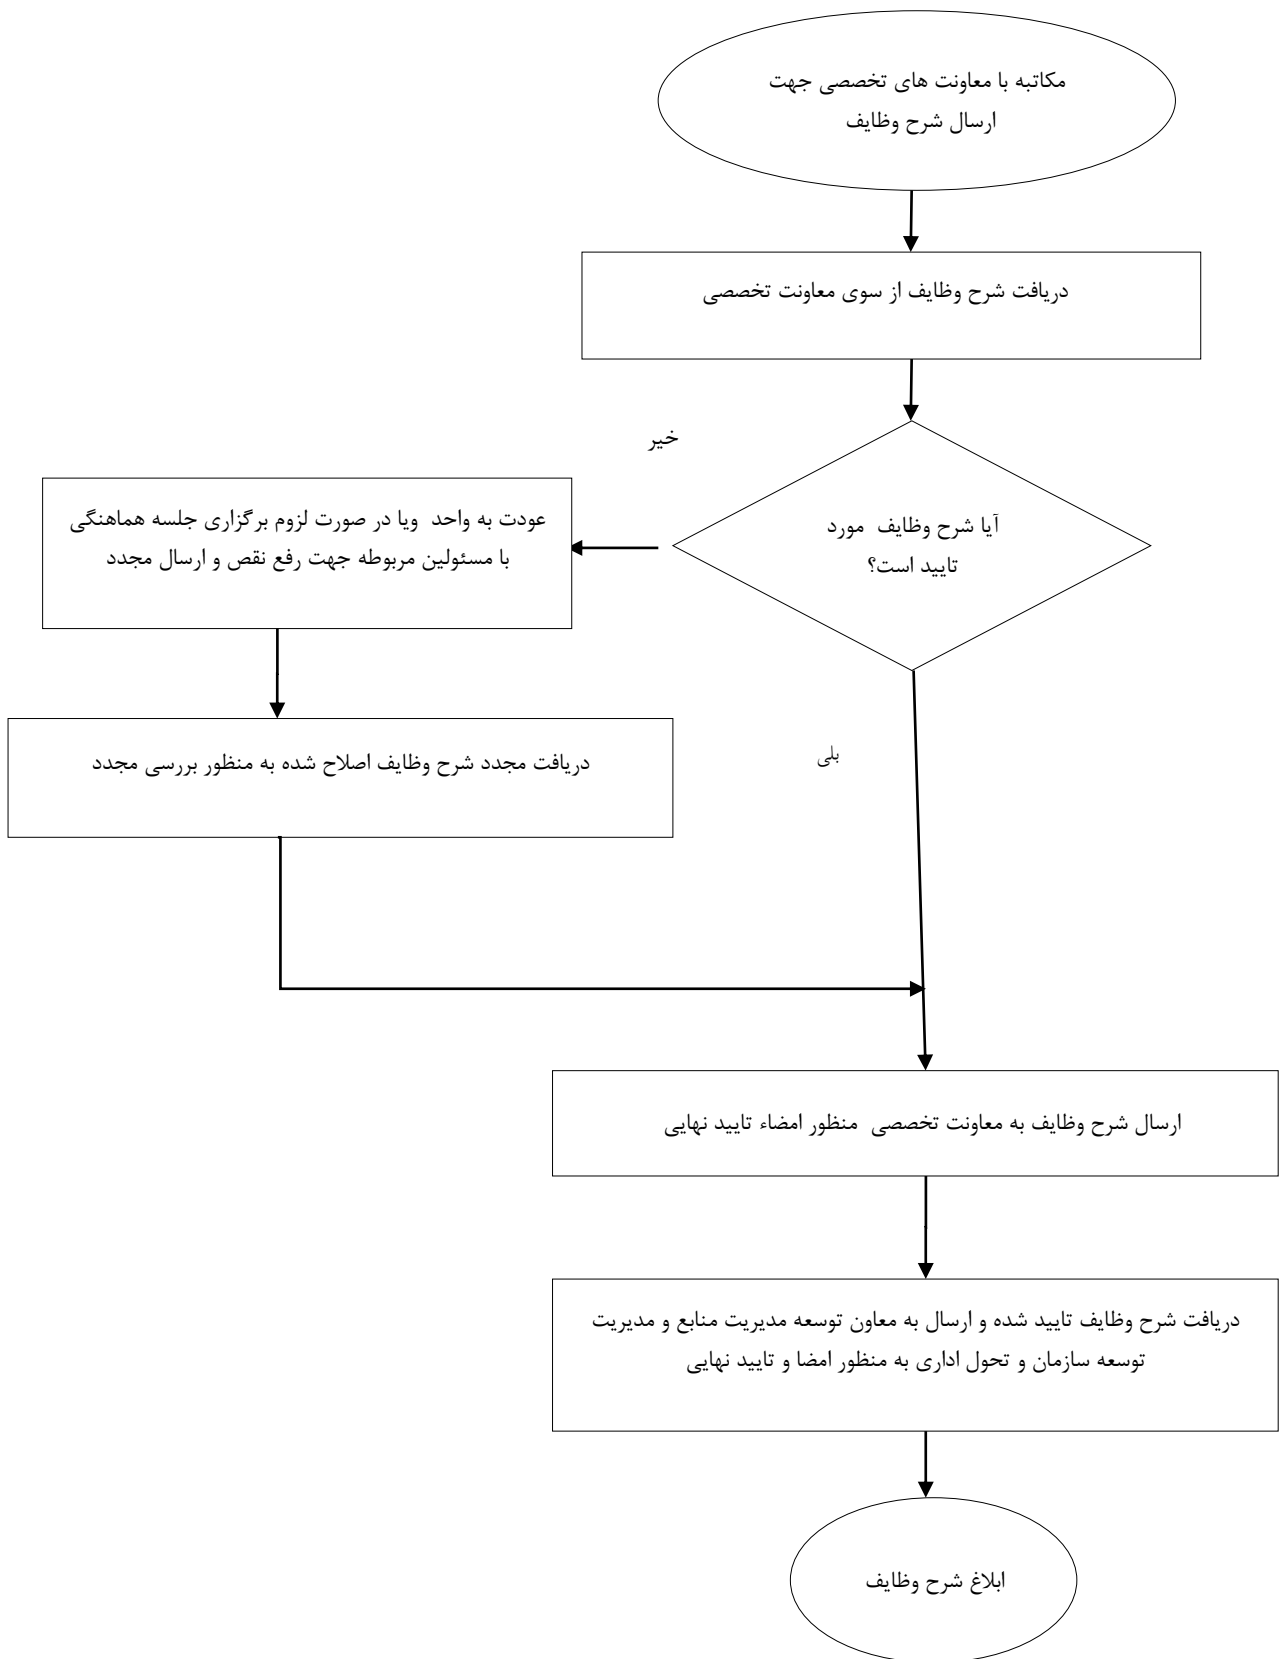 مکاتبه با معاونت های تخصصی جهت
ارسال شرح وظایف
دریافت شرح وظایف از سوی معاونت تخصصی
خیر
آیا شرح وظایف مورد
تایید است؟
عودت به واحد ویا در صورت لزوم برگزاری جلسه هماهنگی
با مسئولین مربوطه جهت رفع نقص و ارسال مجدد
دریافت مجدد شرح وظایف اصلاح شده به منظور بررسی مجدد
بلی
ارسال شرح وظایف به معاونت تخصصی منظور امضاء تایید نهایی
دریافت شرح وظایف تایید شده و ارسال به معاون توسعه مدیریت منابع و مدیریت
توسعه سازمان و تحول اداری به منظور امضا و تایید نهایی
ابلاغ شرح وظایف